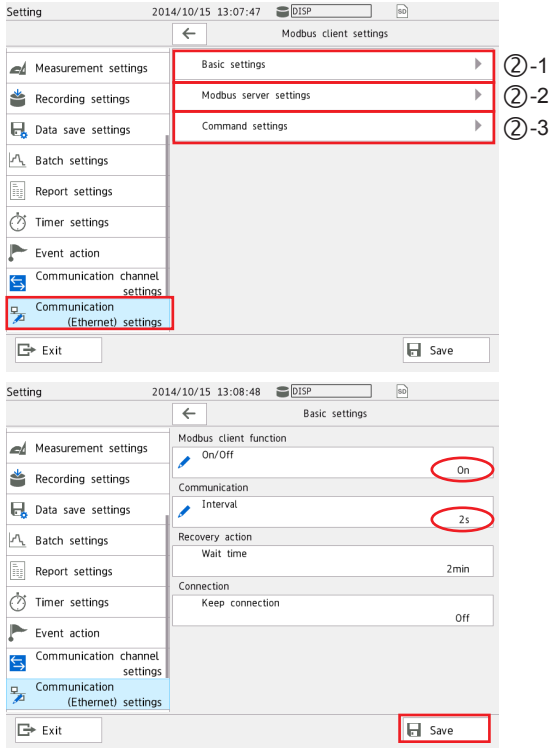 Setting 2014/10/15 13:07:47 DISP SD
Modbus client settings
Measurement settings
Recording settings
Data save settings
Batch settings
Report settings
Timer settings
Event action
Communication channel
settings
Communication
(Ethernet) settings
Basic settings ②-1
Modbus server settings ②-2
Command settings ②-3
Exit
Save
Setting 2014/10/15 13:08:48 DISP SD
Basic settings
Measurement settings
Recording settings
Data save settings
Batch settings
Report settings
Timer settings
Event action
Communication channel
settings
Communication
(Ethernet) settings
Modbus client function
On/Off
On
Communication
Interval
2s
Recovery action
Wait time
2min
Connection
Keep connection
Off
Exit
Save